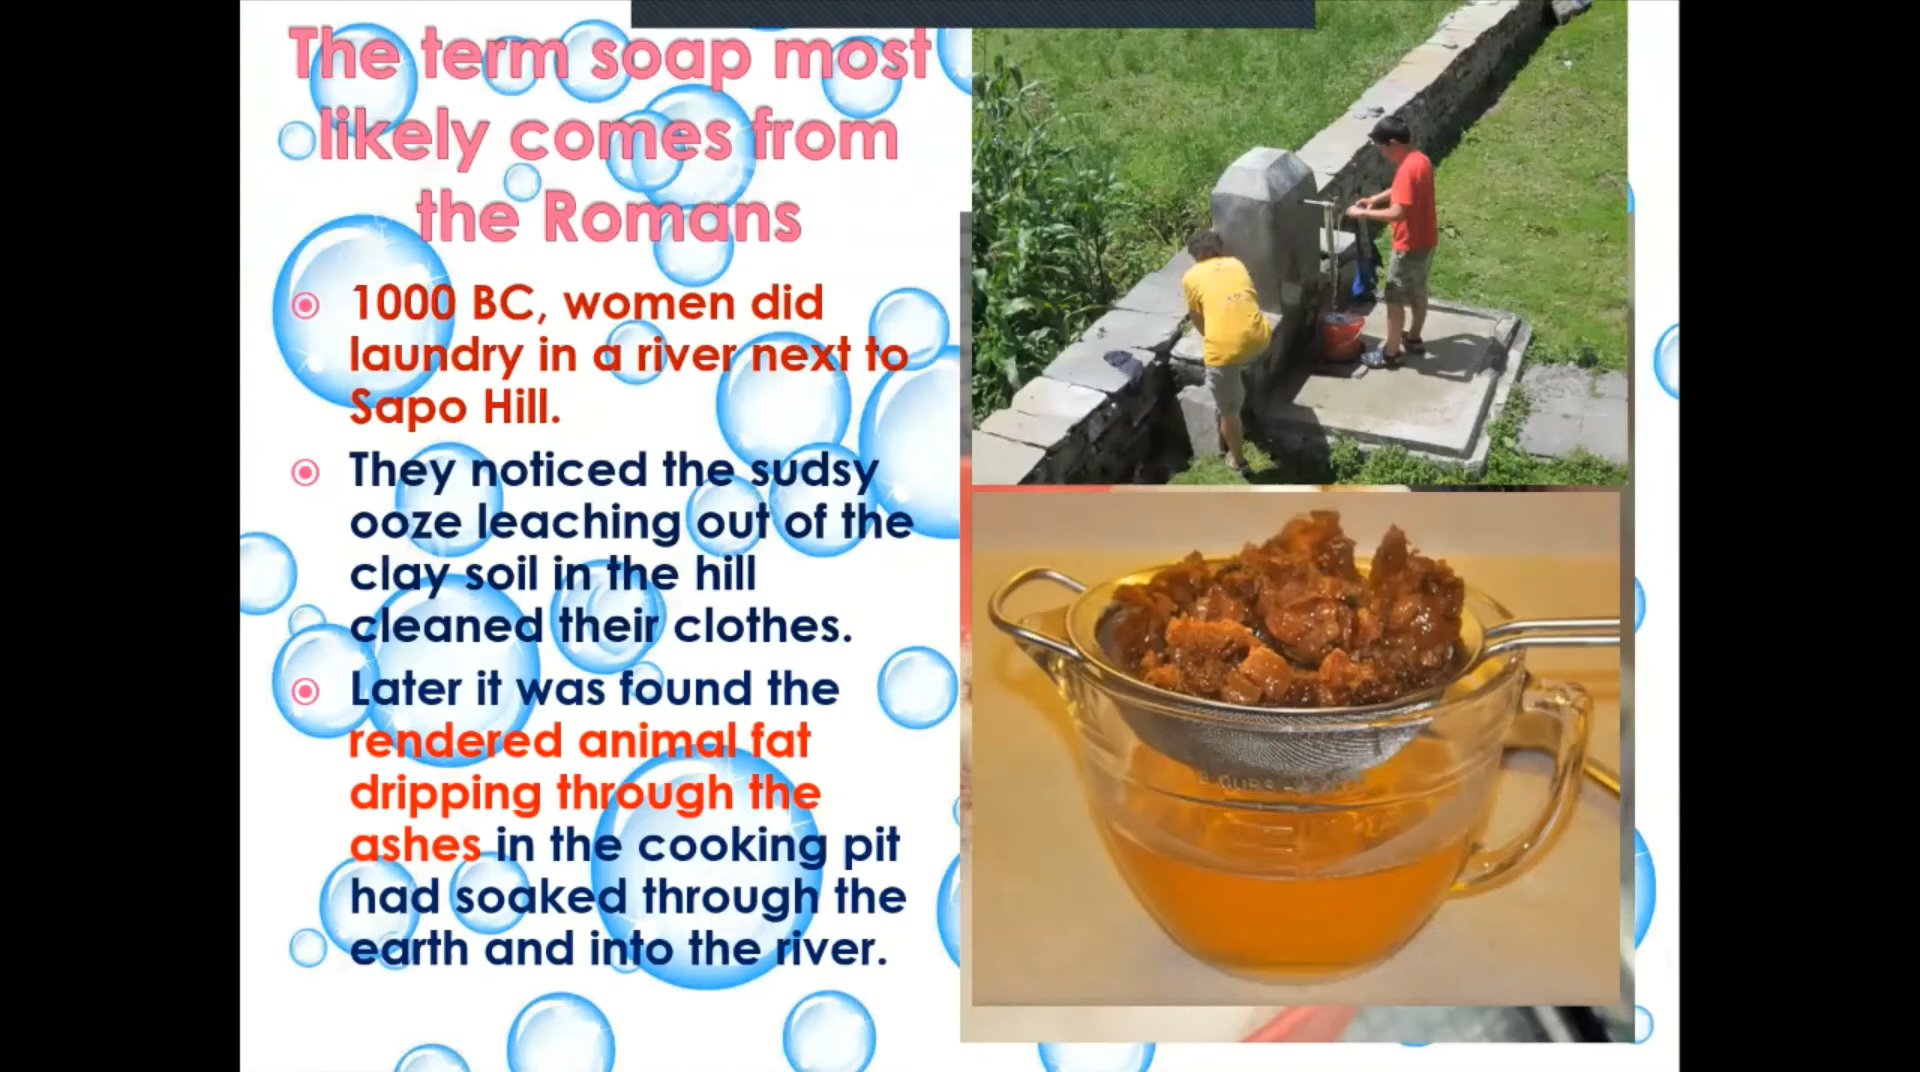 The term soap most
likely comes from
the Romans
1000 BC, women did
laundry in a river next to
Sapo Hill.
They noticed the sudsy
ooze leaching out of the
clay soil in the hill
cleaned their clothes.
Later it was found the
rendered animal fat
dripping through the
ashes in the cooking pit
had soaked through the
earth and into the river.